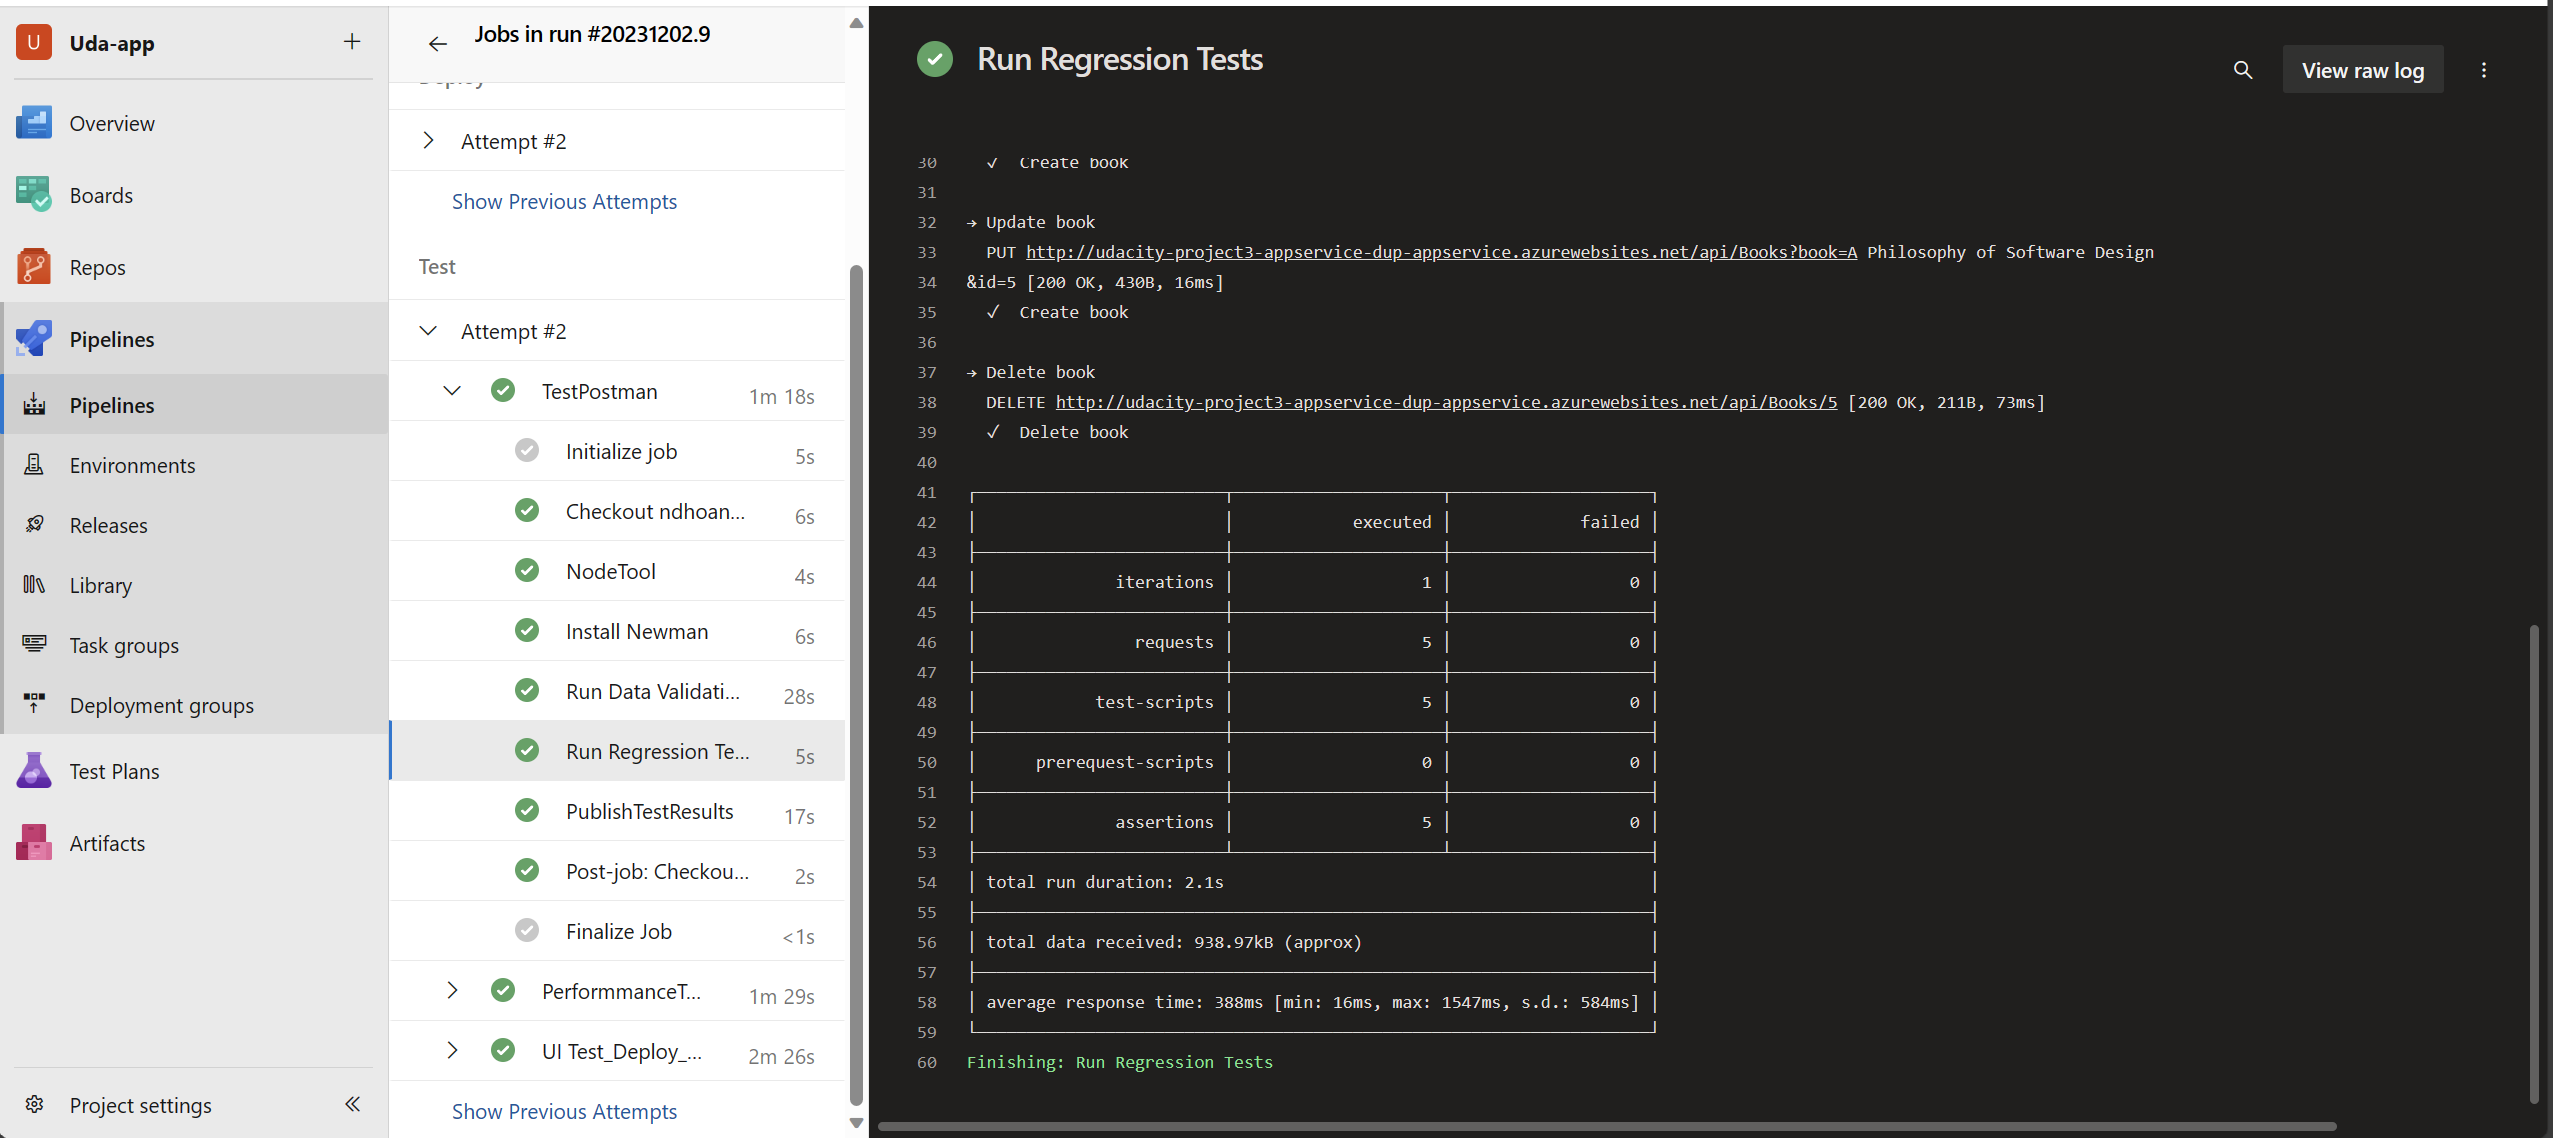 U
Uda-app
Overview
Boards
Repos
Pipelines
Pipelines
Environments
Releases
Library
Task groups
Deployment groups
Test Plans
Artifacts
Project settings
Jobs in run #20231202.9
Deploy
Attempt #2
Show Previous Attempts
Test
Attempt #2
TestPostman 1m 18s
Initialize job 5s
Checkout ndhoan... 6s
NodeTool 4s
Install Newman 6s
Run Data Validati... 28s
Run Regression Te... 5s
PublishTestResults 17s
Post-job: Checkou... 2s
Finalize Job <1s
PerformmanceT... 1m 29s
UI Test_Deploy_... 2m 26s
Show Previous Attempts
Run Regression Tests
View raw log
30 ✓ Create book
31
32 → Update book
33 PUT http://udacity-project3-appservice-dup-appservice.azurewebsites.net/api/Books?book=A Philosophy of Software Design
34 &id=5 [200 OK, 430B, 16ms]
35 ✓ Create book
36
37 → Delete book
38 DELETE http://udacity-project3-appservice-dup-appservice.azurewebsites.net/api/Books/5 [200 OK, 211B, 73ms]
39 ✓ Delete book
40
41
42 executed failed
43
44 iterations 1 0
45
46 requests 5 0
47
48 test-scripts 5 0
49
50 prerequest-scripts 0 0
51
52 assertions 5 0
53
54 total run duration: 2.1s
55
56 total data received: 938.97kB (approx)
57
58 average response time: 388ms [min: 16ms, max: 1547ms, s.d.: 584ms]
59
60 Finishing: Run Regression Tests